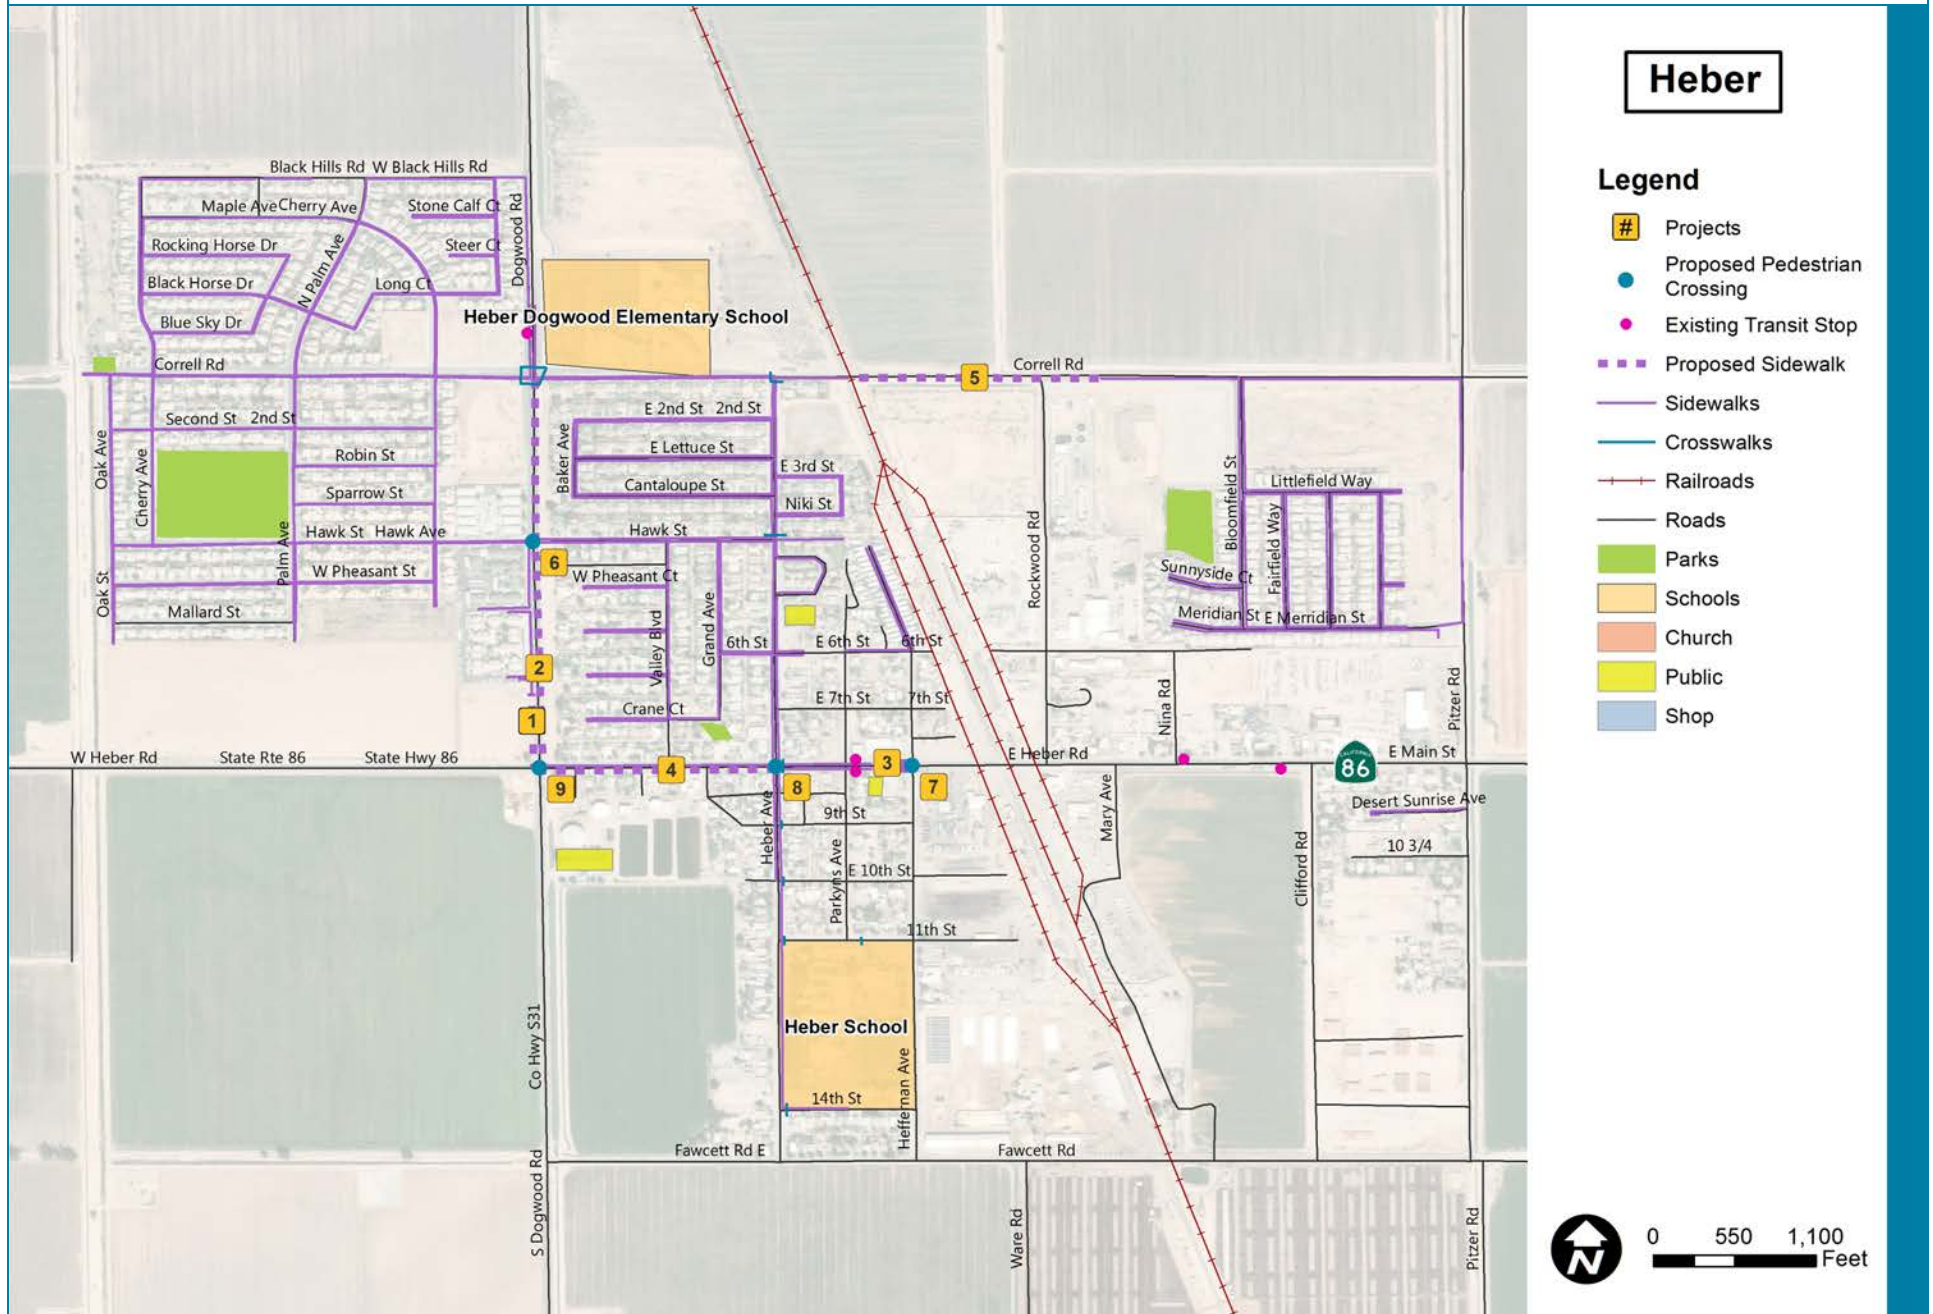 Heber
Legend
# Projects
Proposed Pedestrian
Crossing
Existing Transit Stop
Proposed Sidewalk
Sidewalks
Crosswalks
Railroads
Roads
Parks
Schools
Church
Public
Shop
Black Hills Rd W Black Hills Rd
Maple Ave Cherry Ave
Stone Calf Ct
Rocking Horse Dr
Steer Ct
N Palm Ave
Dogwood Rd
Black Horse Dr
Long Ct
Blue Sky Dr
Heber Dogwood Elementary School
Correll Rd
5
Correll Rd
Second St 2nd St
E 2nd St 2nd St
Oak Ave
Cherry Ave
Robin St
Baker Ave
E Lettuce St
E 3rd St
Sparrow St
Cantaloupe St
Niki St
Littlefield Way
Bloomfield St
Fairfield Way
Rockwood Rd
Palm Ave
Hawk St Hawk Ave
Hawk St
6
W Pheasant St
W Pheasant Ct
Sunnyside Ct
Oak St
Mallard St
Valley Blvd
Grand Ave
6th St
E 6th St
6th St
Meridian St E Merridian St
2
E 7th St
7th St
Nina Rd
Pitzer Rd
1
Crane Ct
W Heber Rd
State Rte 86
State Hwy 86
4
3
E Heber Rd
CALIFORNIA
86
E Main St
9
8
7
Heber Ave
9th St
Mary Ave
Desert Sunrise Ave
Parkyns Ave
E 10th St
Clifford Rd
10 3/4
11th St
Co Hwy S31
Heber School
Heffernan Ave
14th St
Fawcett Rd E
Fawcett Rd
S Dogwood Rd
Ware Rd
Pitzer Rd
N
0 550 1,100
Feet